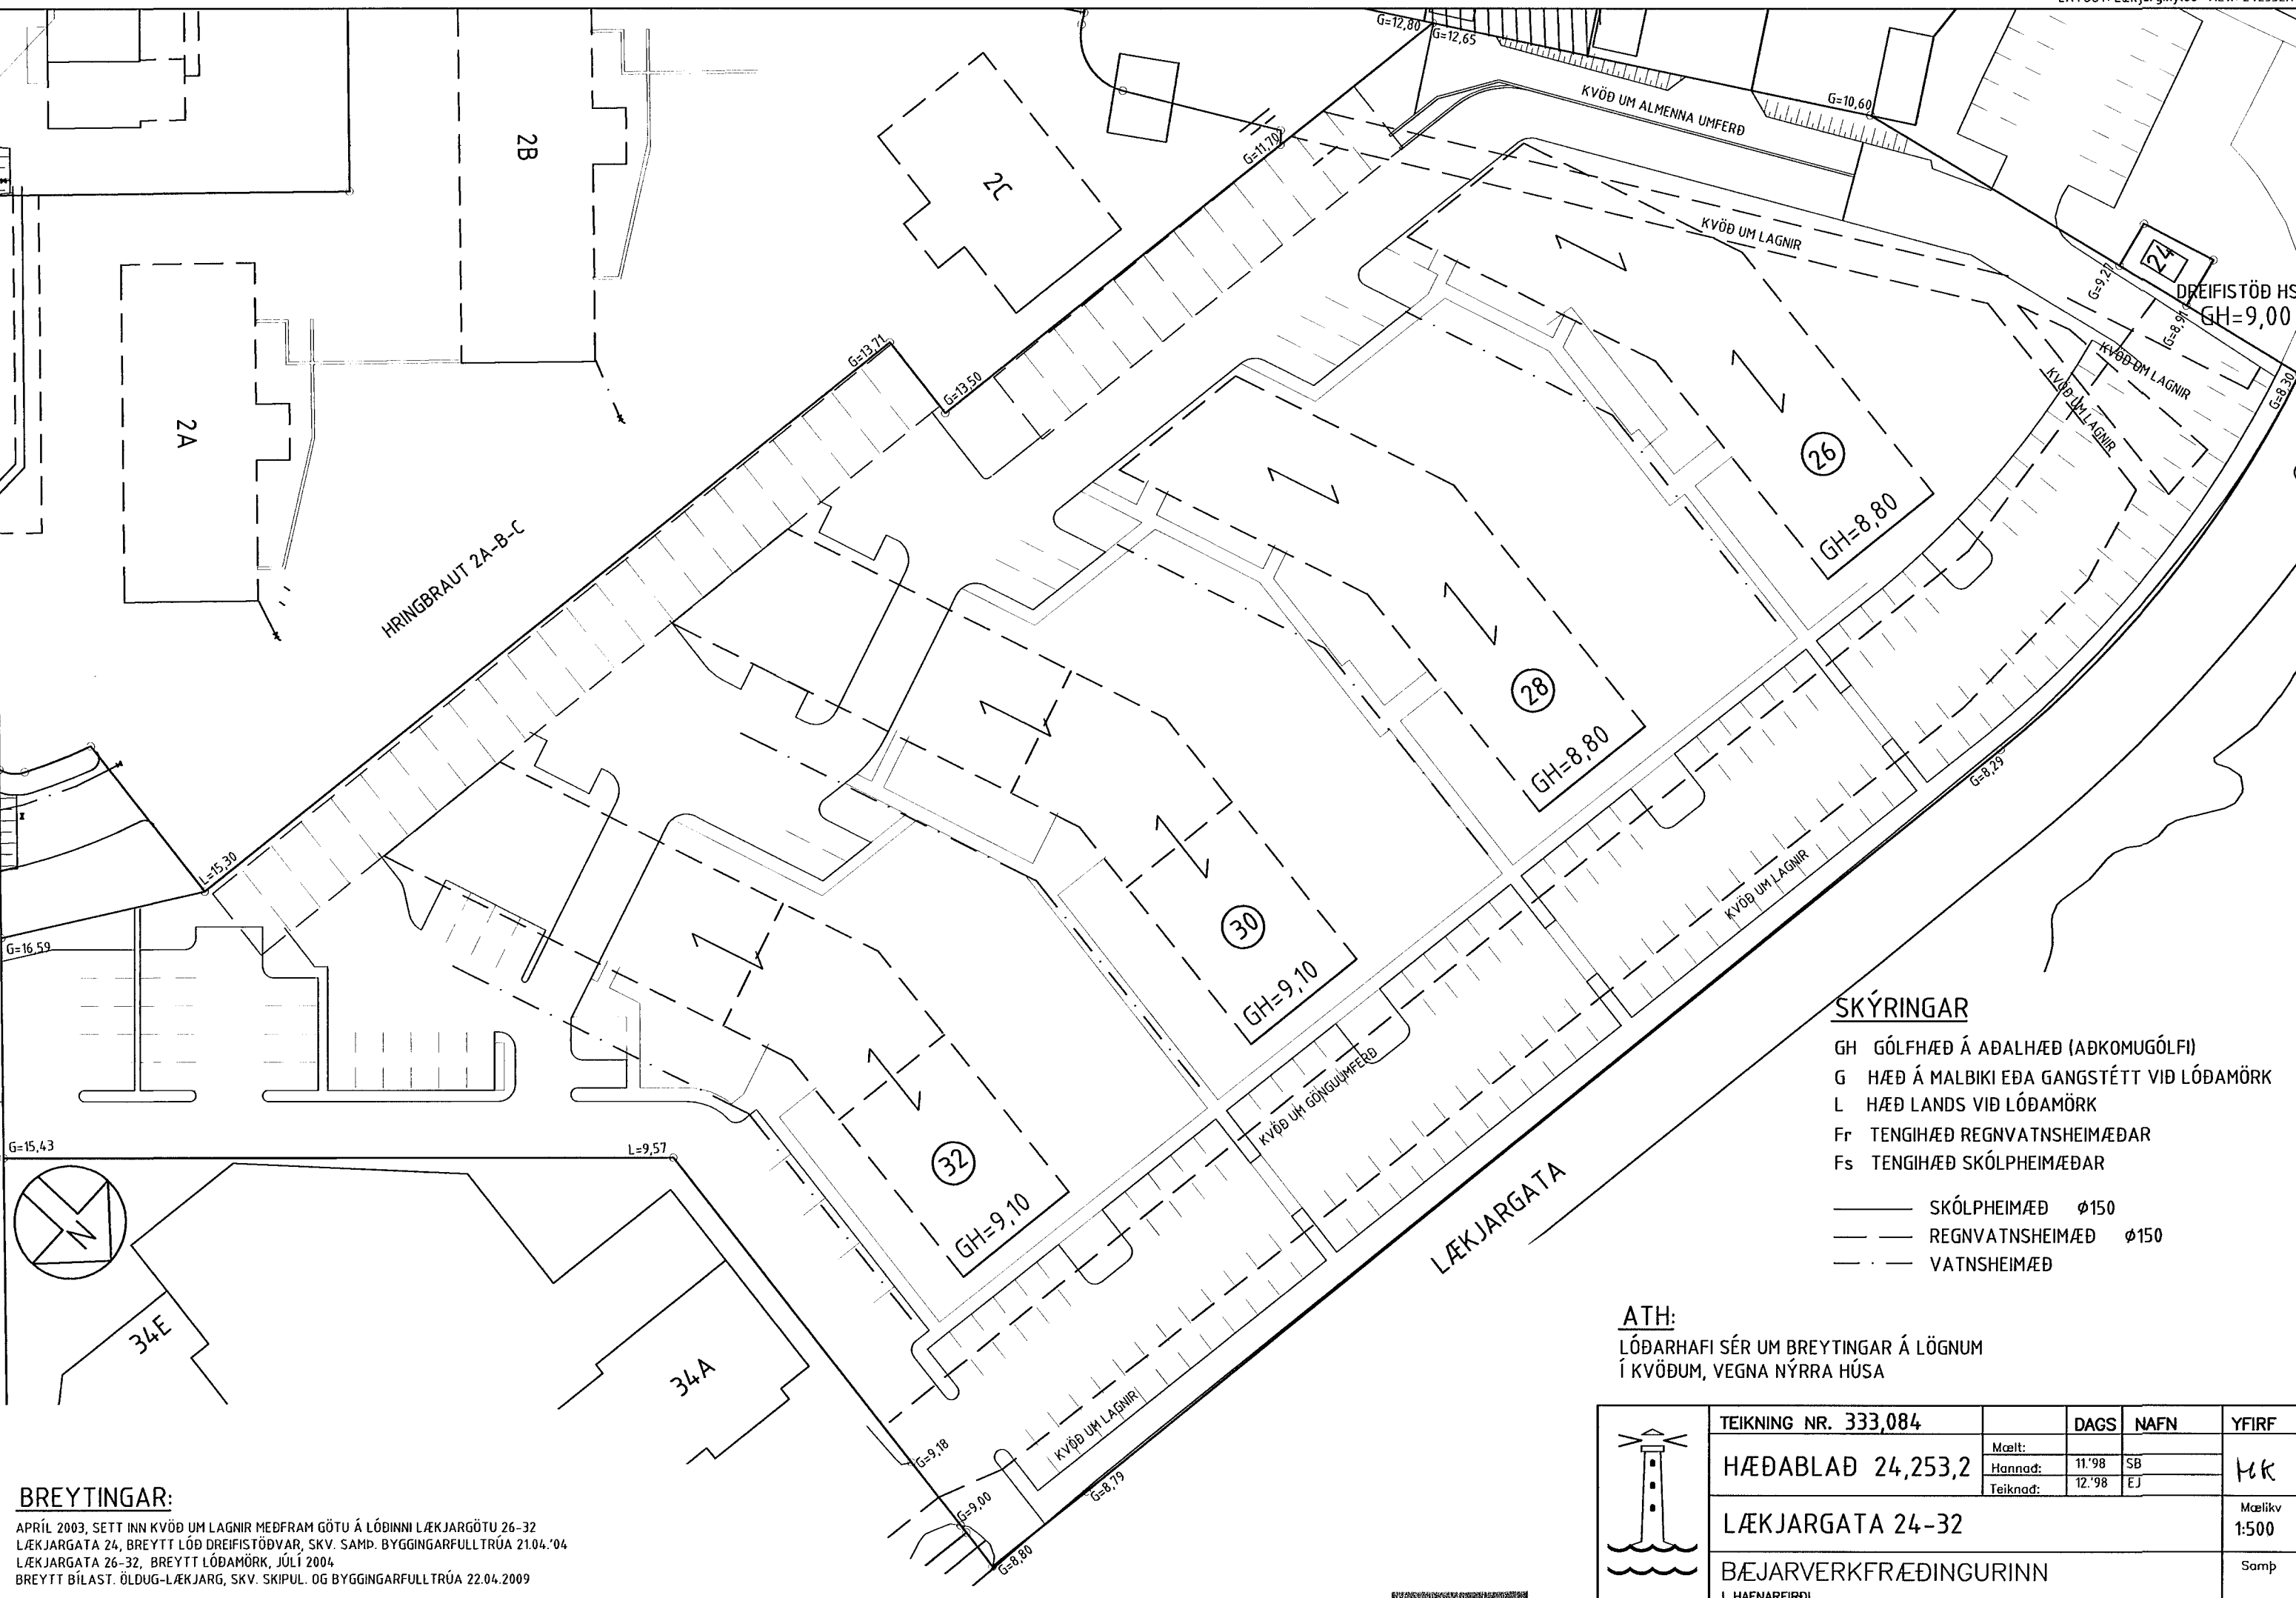 G=12,80
G=12,65
KVÖÐ UM ALMENNA UMFERÐ
G=10,60
2B
2C
G=11,70
KVÖÐ UM LAGNIR
24
G=9,27
DREIFISTÖÐ HS
GH=9,00
G=8,91
KVÖÐ UM LAGNIR
KVÖÐ UM LAGNIR
G=8,30
G=13,71
G=13,50
2A
26
GH=8,80
HRINGBRAUT 2A-B-C
28
GH=8,80
G=8,29
L=15,30
KVÖÐ UM LAGNIR
G=16,59
30
GH=9,10
KVÖÐ UM GÖNGUUMFERÐ
G=15,43
L=9,57
32
GH=9,10
N
LÆKJARGATA
34E
34A
KVÖÐ UM LAGNIR
G=9,18
G=8,79
G=9,00
G=8,80
SKÝRINGAR
GH GÓLFHÆÐ Á AÐALHÆÐ (AÐKOMUGÓLFI)
G HÆÐ Á MALBIKI EÐA GANGSTÉTT VIÐ LÓÐAMÖRK
L HÆÐ LANDS VIÐ LÓÐAMÖRK
Fr TENGIHÆÐ REGNVATNSHEIMÆÐAR
Fs TENGIHÆÐ SKÓLPHEIMÆÐAR
SKÓLPHEIMÆÐ Ø150
REGNVATNSHEIMÆÐ Ø150
VATNSHEIMÆÐ
ATH:
LÓÐARHAFI SÉR UM BREYTINGAR Á LÖGNUM
Í KVÖÐUM, VEGNA NÝRRA HÚSA
BREYTINGAR:
APRÍL 2003, SETT INN KVÖÐ UM LAGNIR MEÐFRAM GÖTU Á LÓÐINNI LÆKJARGÖTU 26-32
LÆKJARGATA 24, BREYTT LÓÐ DREIFISTÖÐVAR, SKV. SAMÞ. BYGGINGARFULLTRÚA 21.04.'04
LÆKJARGATA 26-32, BREYTT LÓÐAMÖRK, JÚLÍ 2004
BREYTT BÍLAST. ÖLDUG-LÆKJARG, SKV. SKIPUL. OG BYGGINGARFULLTRÚA 22.04.2009
TEIKNING NR. 333,084 DAGS NAFN YFIRF
HÆÐABLAÐ 24,253,2
Mælt:
Hannað: 11.'98 SB
Teiknað: 12.'98 EJ
HK
LÆKJARGATA 24-32
Mælikv
1:500
BÆJARVERKFRÆÐINGURINN
Samþ
Í HAFNARFIRÐI